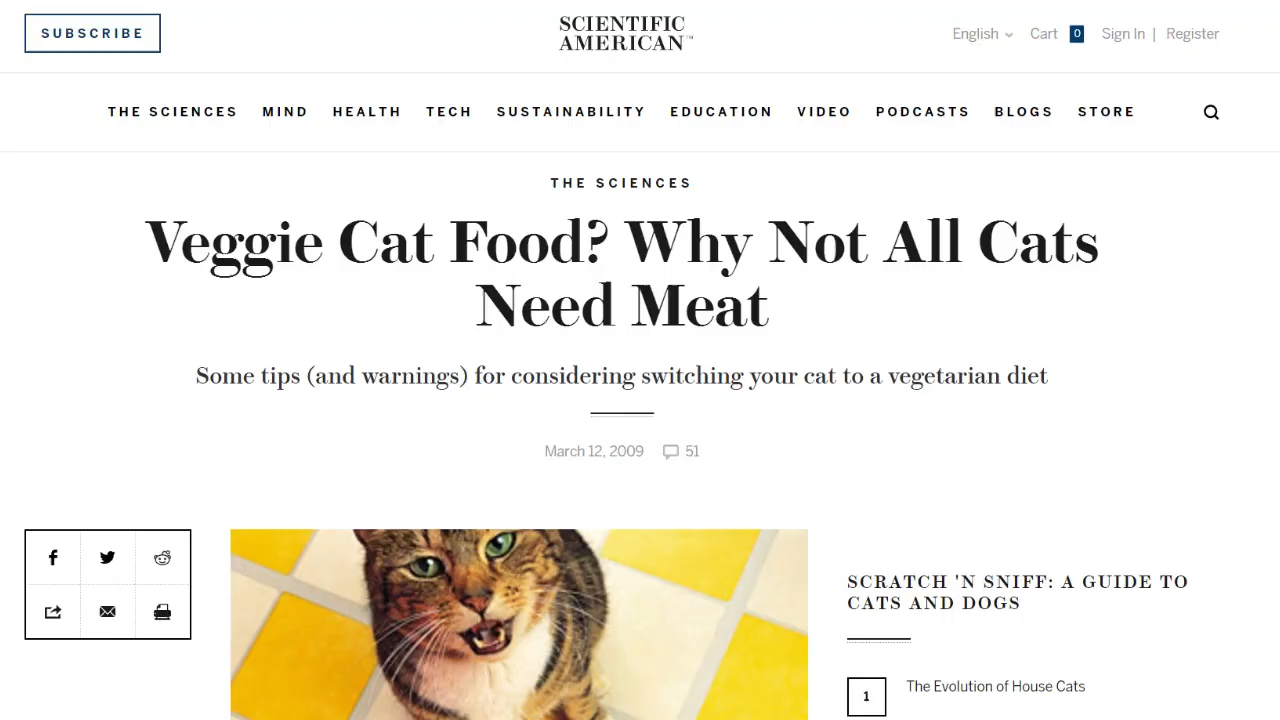 SUBSCRIBE
SCIENTIFIC
AMERICAN™
English
Cart 0
Sign In | Register
THE SCIENCES MIND HEALTH TECH SUSTAINABILITY EDUCATION VIDEO PODCASTS BLOGS STORE
THE SCIENCES
Veggie Cat Food? Why Not All Cats
Need Meat
Some tips (and warnings) for considering switching your cat to a vegetarian diet
March 12, 2009 51
SCRATCH 'N SNIFF: A GUIDE TO
CATS AND DOGS
1 The Evolution of House Cats